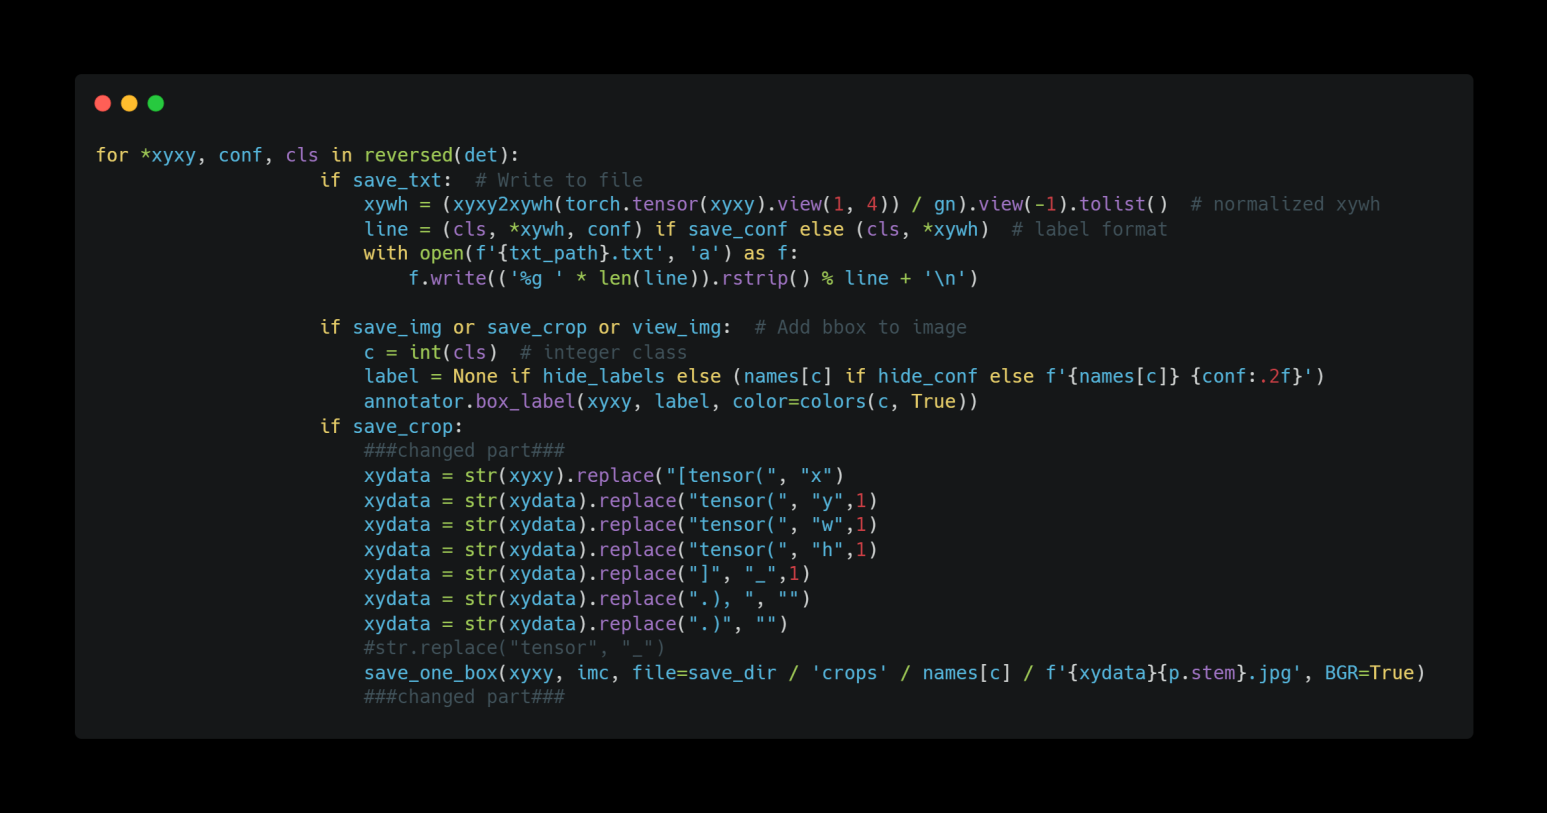 for *xyxy, conf, cls in reversed(det):
                    if save_txt:  # Write to file
                        xywh = (xyxy2xywh(torch.tensor(xyxy).view(1, 4)) / gn).view(-1).tolist()  # normalized xywh
                        line = (cls, *xywh, conf) if save_conf else (cls, *xywh)  # label format
                        with open(f'{txt_path}.txt', 'a') as f:
                            f.write(('%g ' * len(line)).rstrip() % line + '\n')

                    if save_img or save_crop or view_img:  # Add bbox to image
                        c = int(cls)  # integer class
                        label = None if hide_labels else (names[c] if hide_conf else f'{names[c]} {conf:.2f}')
                        annotator.box_label(xyxy, label, color=colors(c, True))
                    if save_crop:
                        ###changed part###
                        xydata = str(xyxy).replace("[tensor(", "x")
                        xydata = str(xydata).replace("tensor(", "y",1)
                        xydata = str(xydata).replace("tensor(", "w",1)
                        xydata = str(xydata).replace("tensor(", "h",1)
                        xydata = str(xydata).replace("]", "_",1)
                        xydata = str(xydata).replace(".), ", "")
                        xydata = str(xydata).replace(".)", "")
                        #str.replace("tensor", "_")
                        save_one_box(xyxy, imc, file=save_dir / 'crops' / names[c] / f'{xydata}{p.stem}.jpg', BGR=True)
                        ###changed part###